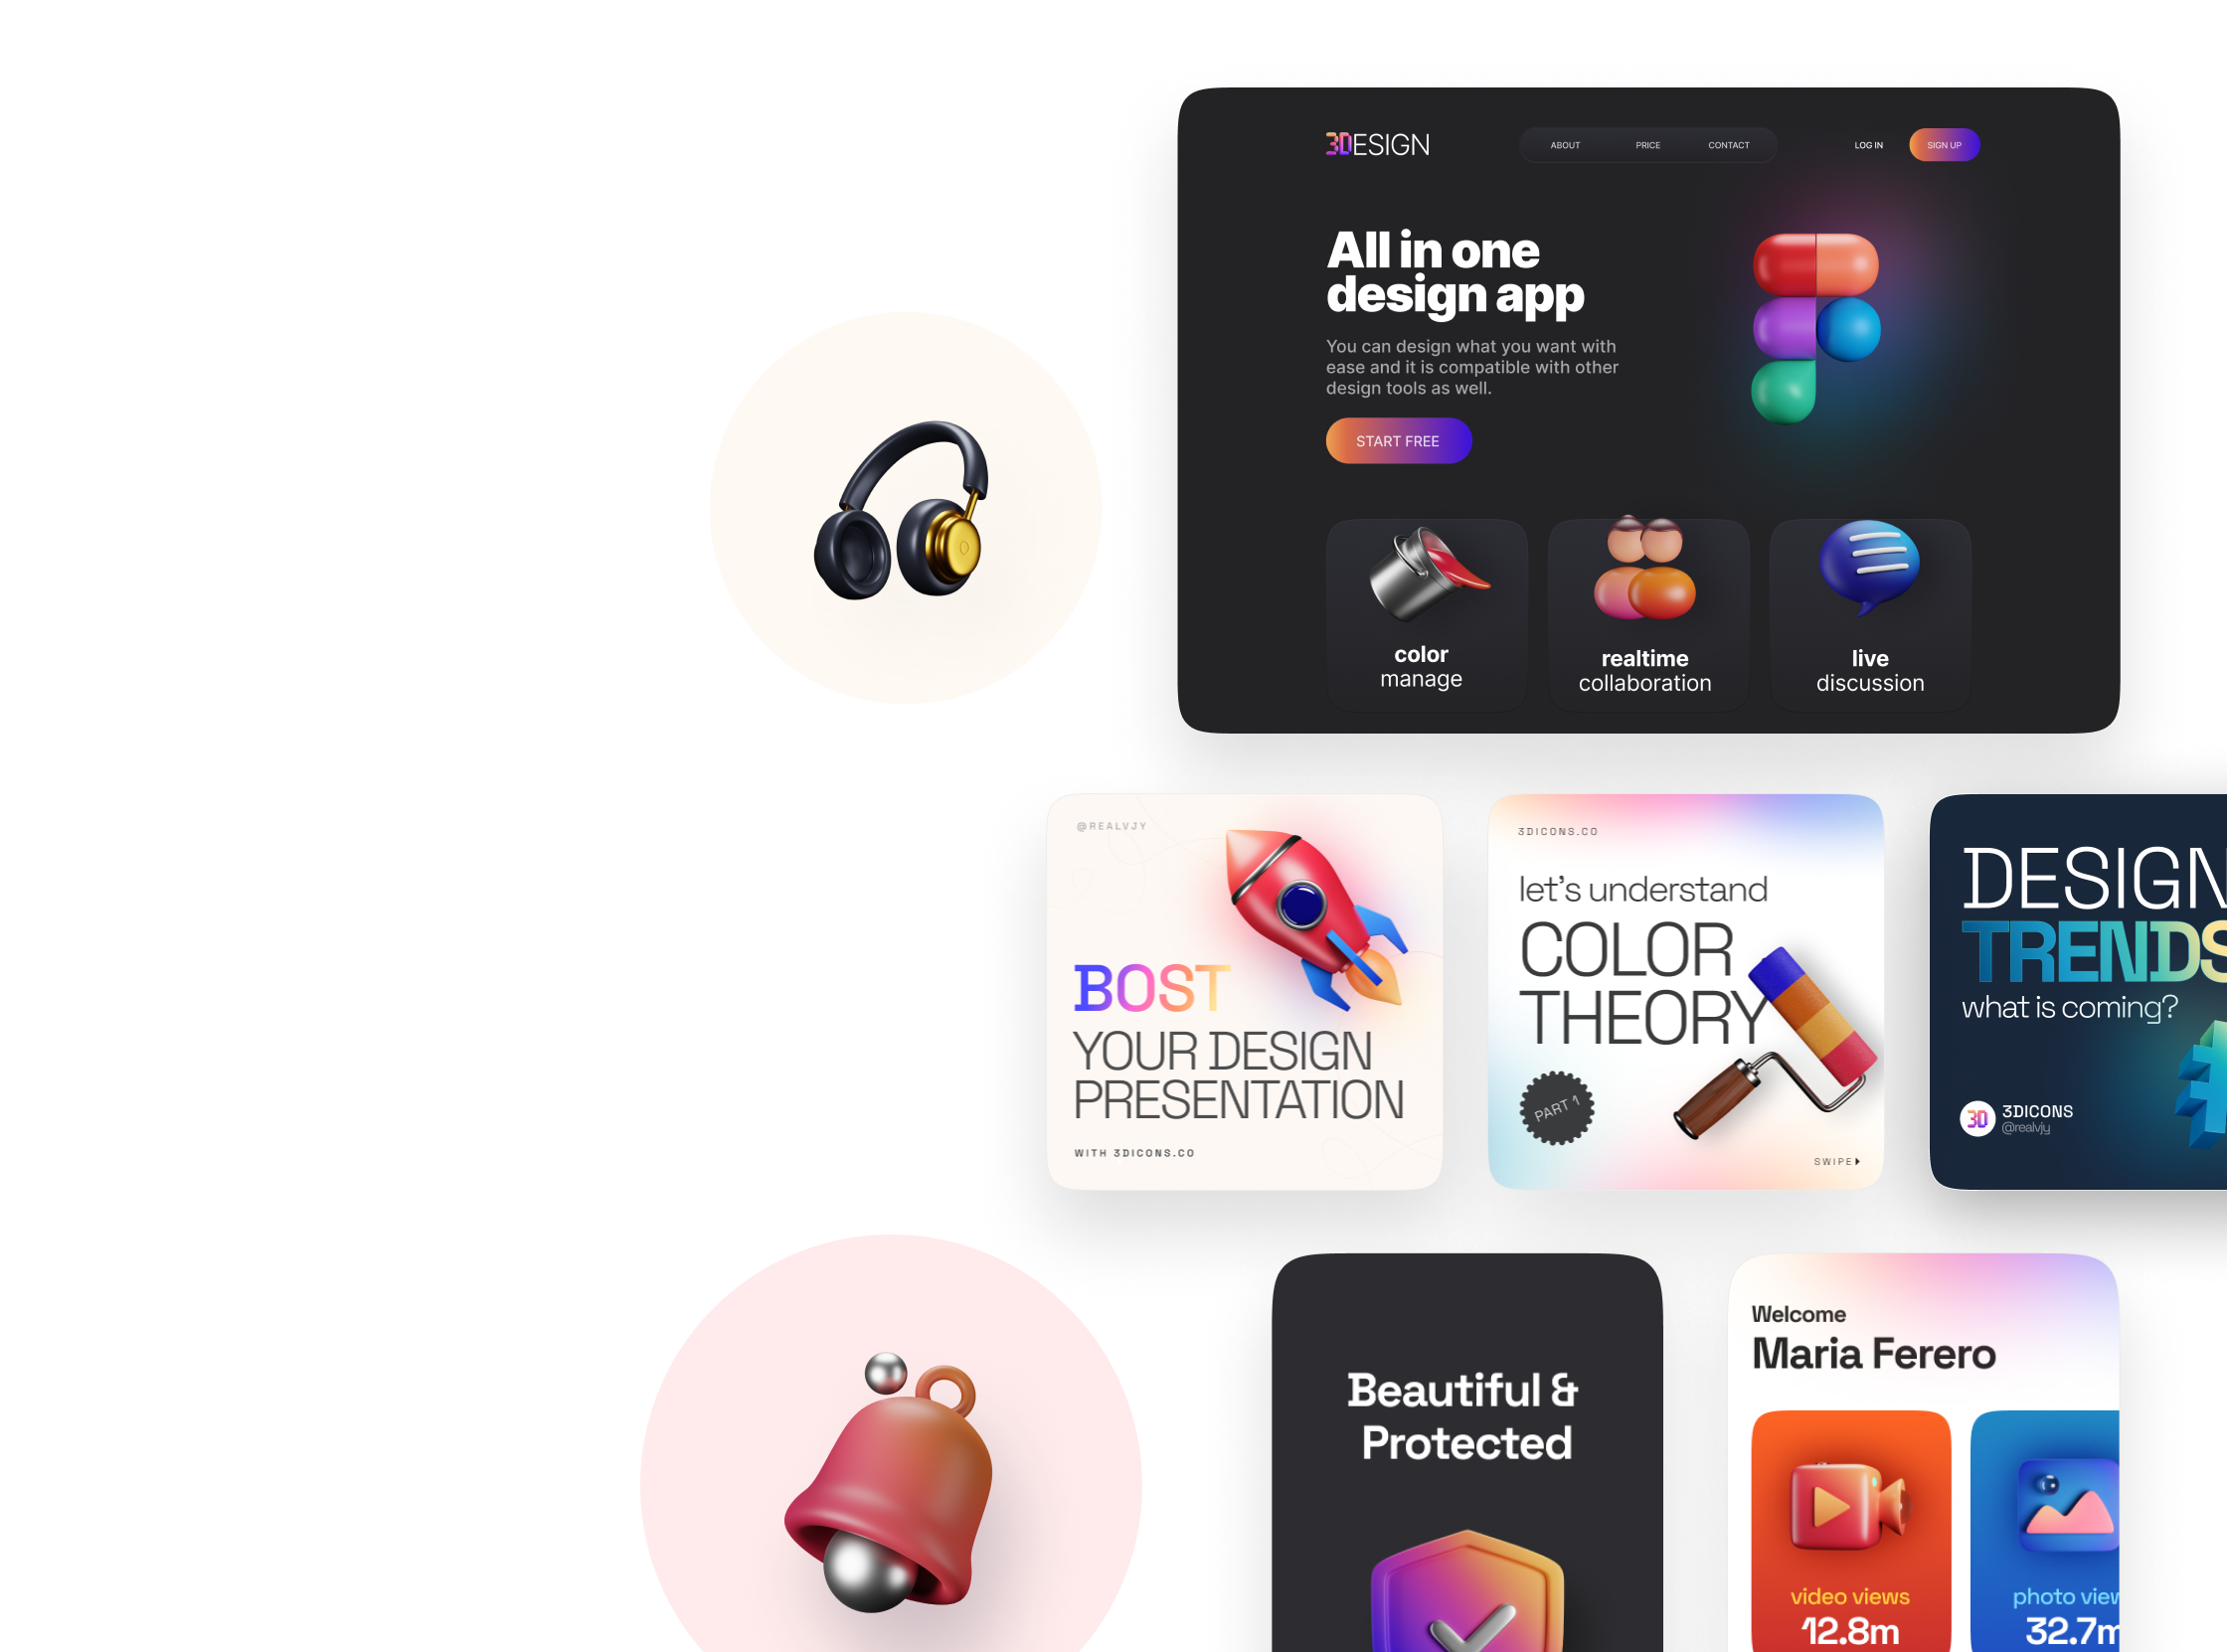 3DESIGN
ABOUT PRICE CONTACT
LOG IN
SIGN UP
All in one
design app
You can design what you want with
ease and it is compatible with other
design tools as well.
START FREE
color
manage
realtime
collaboration
live
discussion
@REALVJY
BOST
YOUR DESIGN
PRESENTATION
WITH 3DICONS.CO
3DICONS.CO
let's understand
COLOR
THEORY
PART 1
SWIPE
DESIGN
TRENDS
what is coming?
3D
3DICONS
@realvjy
Beautiful &
Protected
Welcome
Maria Ferero
video views
12.8m
photo view
32.7m